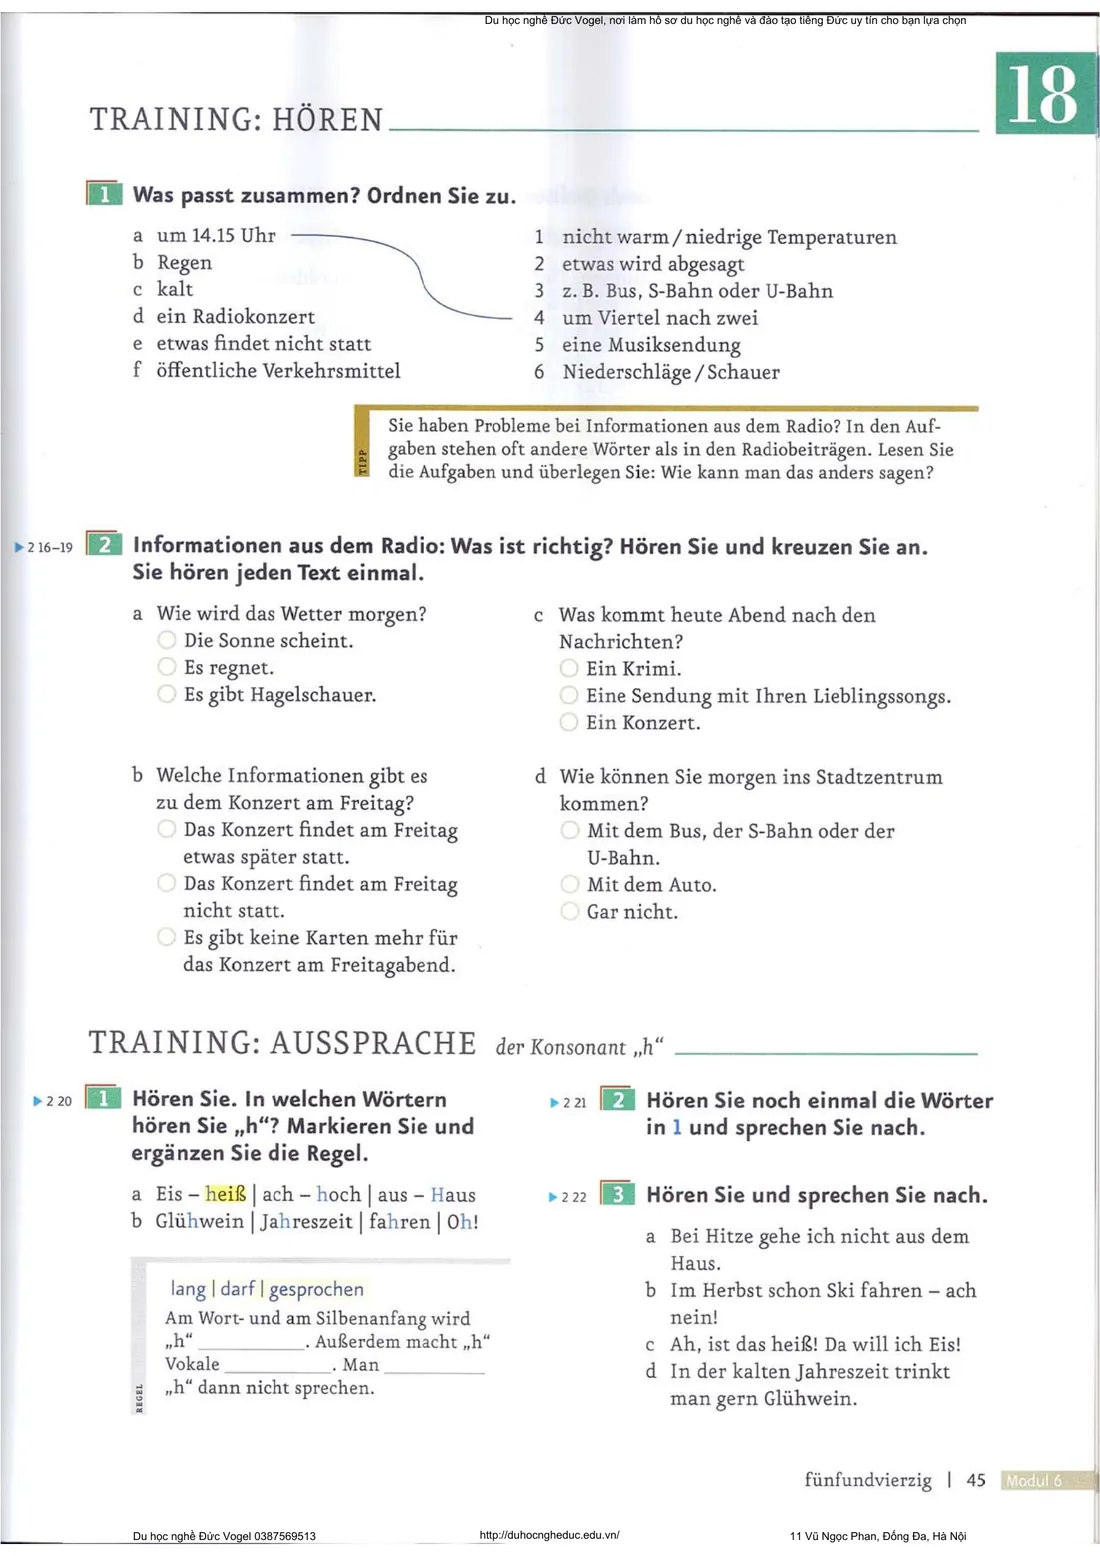 Du học nghề Đức Vogel, nơi làm hồ sơ du học nghề và đào tạo tiếng Đức uy tín cho bạn lựa chọn
18
TRAINING: HÖREN
1 Was passt zusammen? Ordnen Sie zu.
a um 14.15 Uhr
b Regen
c kalt
d ein Radiokonzert
e etwas findet nicht statt
f öffentliche Verkehrsmittel
1 nicht warm / niedrige Temperaturen
2 etwas wird abgesagt
3 z. B. Bus, S-Bahn oder U-Bahn
4 um Viertel nach zwei
5 eine Musiksendung
6 Niederschläge / Schauer
TIPP
Sie haben Probleme bei Informationen aus dem Radio? In den Auf-
gaben stehen oft andere Wörter als in den Radiobeiträgen. Lesen Sie
die Aufgaben und überlegen Sie: Wie kann man das anders sagen?
2 16–19 2 Informationen aus dem Radio: Was ist richtig? Hören Sie und kreuzen Sie an.
Sie hören jeden Text einmal.
a Wie wird das Wetter morgen?
Die Sonne scheint.
Es regnet.
Es gibt Hagelschauer.
b Welche Informationen gibt es
zu dem Konzert am Freitag?
Das Konzert findet am Freitag
etwas später statt.
Das Konzert findet am Freitag
nicht statt.
Es gibt keine Karten mehr für
das Konzert am Freitagabend.
c Was kommt heute Abend nach den
Nachrichten?
Ein Krimi.
Eine Sendung mit Ihren Lieblingssongs.
Ein Konzert.
d Wie können Sie morgen ins Stadtzentrum
kommen?
Mit dem Bus, der S-Bahn oder der
U-Bahn.
Mit dem Auto.
Gar nicht.
TRAINING: AUSSPRACHE der Konsonant „h“
2 20 1 Hören Sie. In welchen Wörtern
hören Sie „h“? Markieren Sie und
ergänzen Sie die Regel.
a Eis – heiß | ach – hoch | aus – Haus
b Glühwein | Jahreszeit | fahren | Oh!
REGEL
lang | darf | gesprochen
Am Wort- und am Silbenanfang wird
„h“ __________. Außerdem macht „h“
Vokale __________. Man __________
„h“ dann nicht sprechen.
2 21 2 Hören Sie noch einmal die Wörter
in 1 und sprechen Sie nach.
2 22 3 Hören Sie und sprechen Sie nach.
a Bei Hitze gehe ich nicht aus dem
Haus.
b Im Herbst schon Ski fahren – ach
nein!
c Ah, ist das heiß! Da will ich Eis!
d In der kalten Jahreszeit trinkt
man gern Glühwein.
fünfundvierzig | 45 Modul 6
Du học nghề Đức Vogel 0387569513
http://duhocngheduc.edu.vn/
11 Vũ Ngọc Phan, Đống Đa, Hà Nội